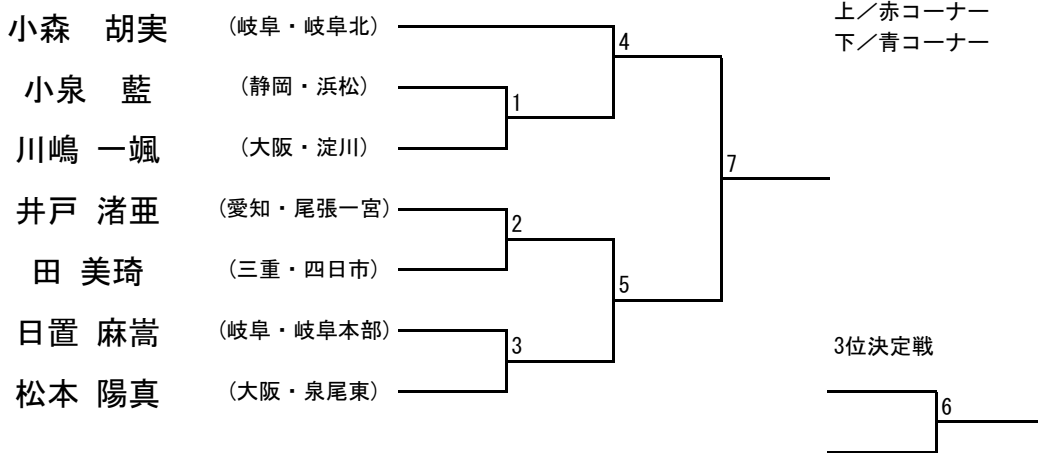 上／赤コーナー
下／青コーナー
小森　胡実 （岐阜・岐阜北）
4
小泉　藍 （静岡・浜松）
1
川嶋 一颯 （大阪・淀川）
7
井戸 渚亜 （愛知・尾張一宮）
2
田 美琦 （三重・四日市）
5
日置 麻嵩 （岐阜・岐阜本部）
3
3位決定戦
松本 陽真 （大阪・泉尾東）
6